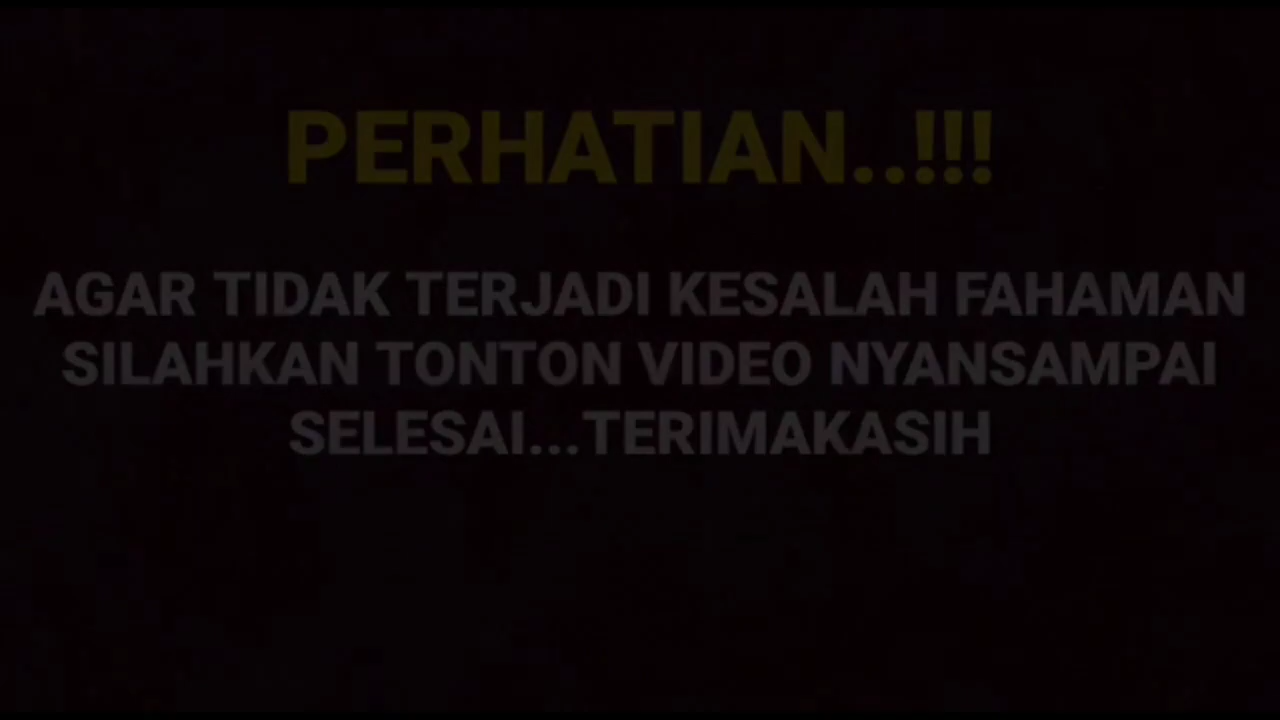 PERHATIAN..!!!
AGAR TIDAK TERJADI KESALAH FAHAMAN
SILAHKAN TONTON VIDEO NYANSAMPAI
SELESAI...TERIMAKASIH